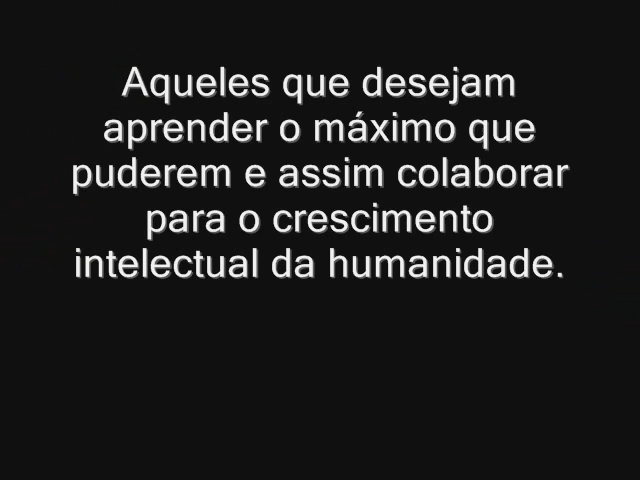 Aqueles que desejam
aprender o máximo que
puderem e assim colaborar
para o crescimento
intelectual da humanidade.